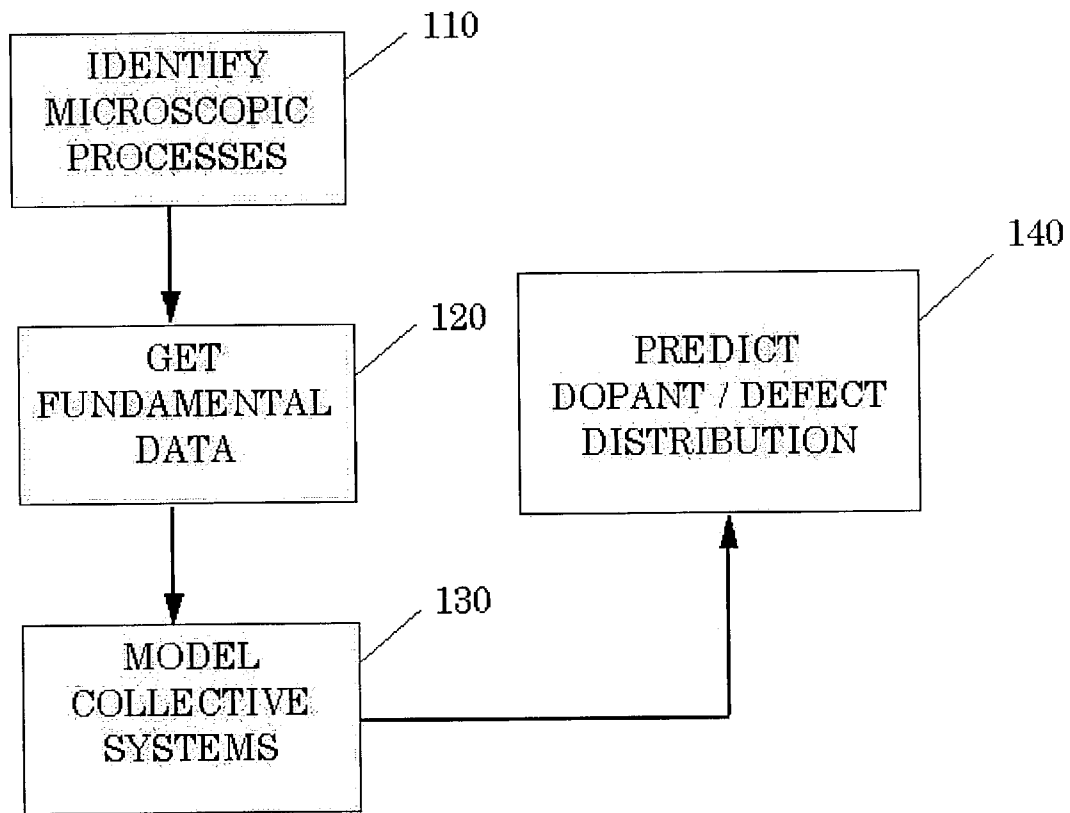 110
IDENTIFY
MICROSCOPIC
PROCESSES
120
GET
FUNDAMENTAL
DATA
130
MODEL
COLLECTIVE
SYSTEMS
140
PREDICT
DOPANT / DEFECT
DISTRIBUTION